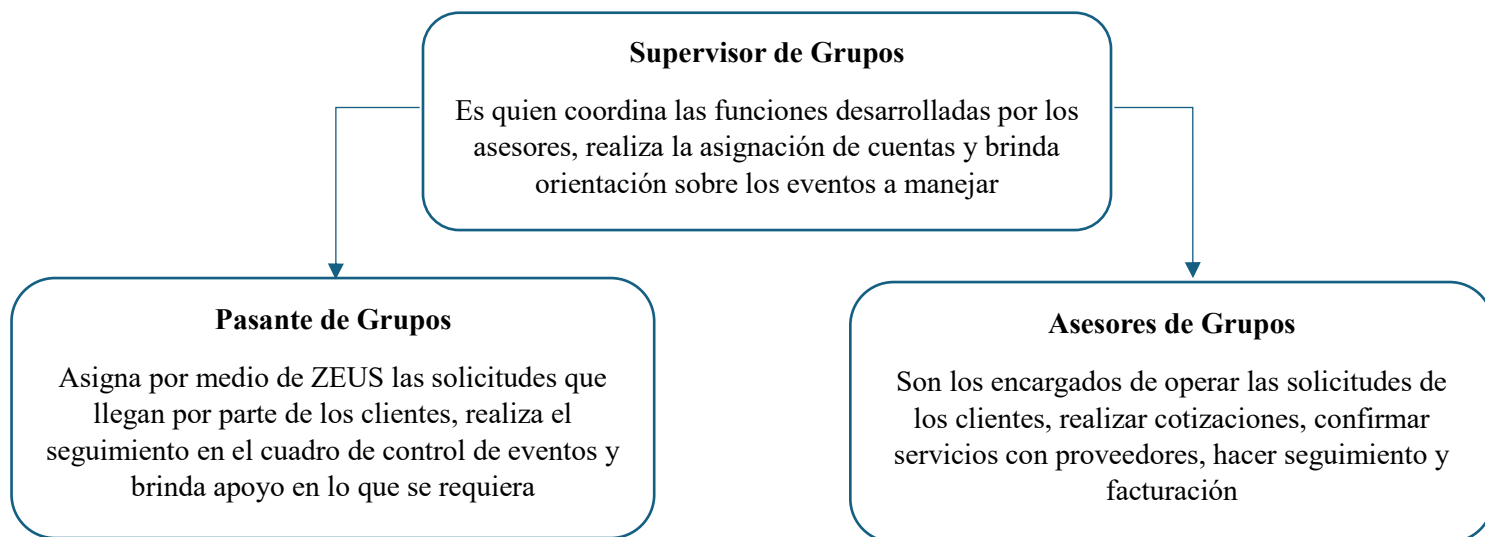 Supervisor de Grupos
Es quien coordina las funciones desarrolladas por los
asesores, realiza la asignación de cuentas y brinda
orientación sobre los eventos a manejar
Pasante de Grupos
Asigna por medio de ZEUS las solicitudes que
llegan por parte de los clientes, realiza el
seguimiento en el cuadro de control de eventos y
brinda apoyo en lo que se requiera
Asesores de Grupos
Son los encargados de operar las solicitudes de
los clientes, realizar cotizaciones, confirmar
servicios con proveedores, hacer seguimiento y
facturación